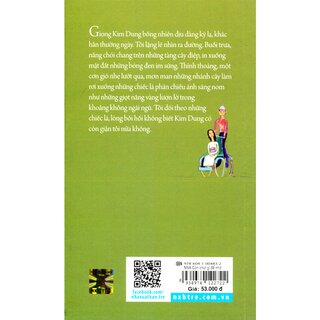 Giọng Kim Dung bỗng nhiên dịu dàng kỳ lạ, khác
hẳn thường ngày. Tôi lặng lẽ nhìn ra đường. Buổi trưa,
nắng chói chang trên những tàng cây điệp, in xuống
mặt đất những bóng đen im sững. Thỉnh thoảng, một
cơn gió nhẹ lướt qua, mơn man những nhánh cây làm
rơi xuống những chiếc lá phản chiếu ánh sáng nom
như những giọt nắng vàng lượn lờ trong
khoảng không ngái ngủ. Tôi dõi theo những
chiếc lá, lòng bồi hồi không biết Kim Dung có
còn giận tôi nữa không.
facebook.com/
nhaxuatbantre
Giá: 53.000 đ
nxbtre.com.vn